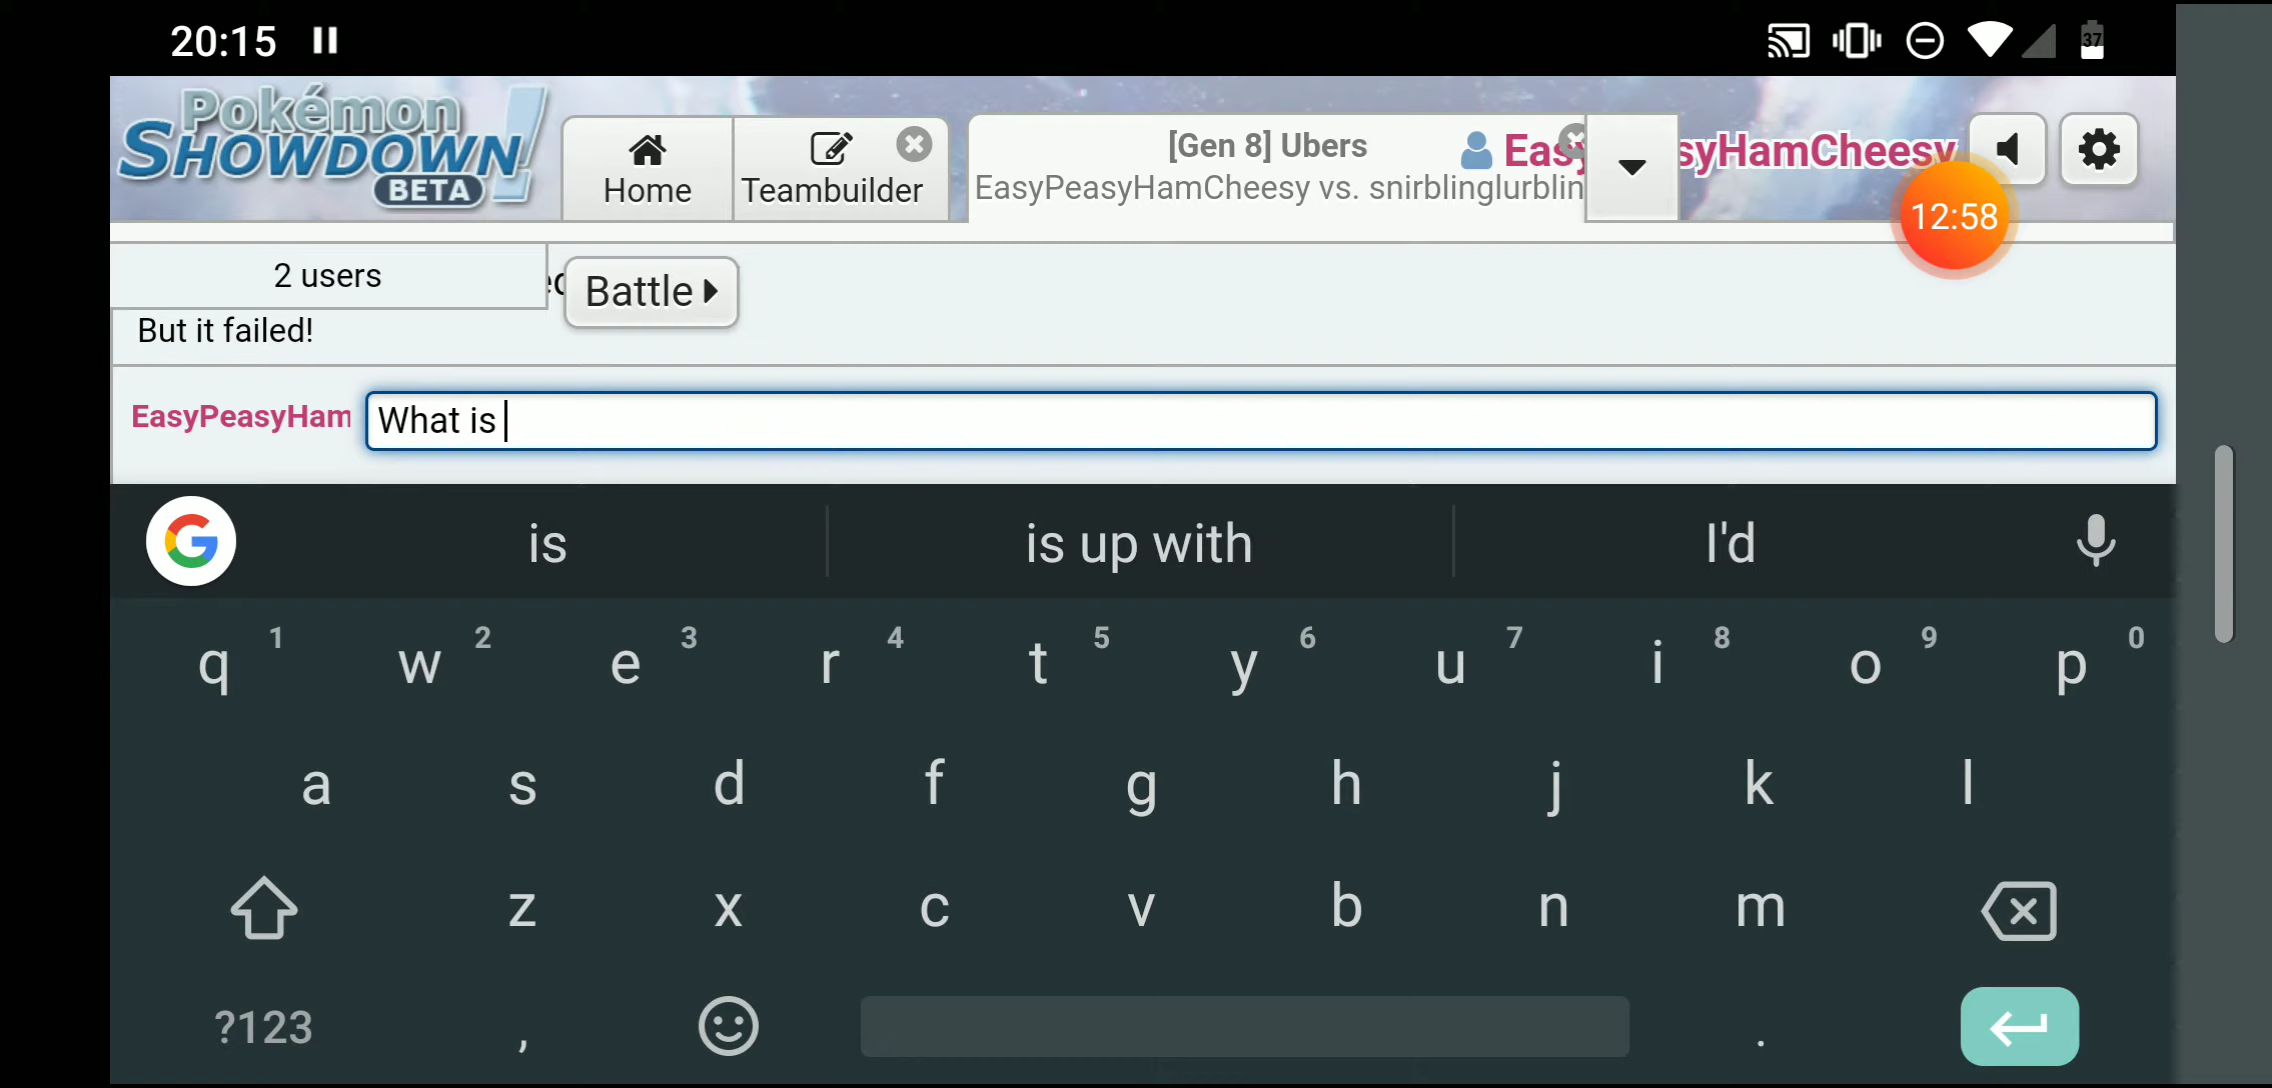 20:15
37
Pokémon
SHOWDOWN!
BETA
Home
Teambuilder
[Gen 8] Ubers
EasyPeasyHamCheesy vs. snirblinglurblin
Eas
syHamCheesy
12:58
2 users
Battle
But it failed!
EasyPeasyHam
What is
is
is up with
I'd
q 1 w 2 e 3 r 4 t 5 y 6 u 7 i 8 o 9 p 0
a s d f g h j k l
z x c v b n m
?123 , .